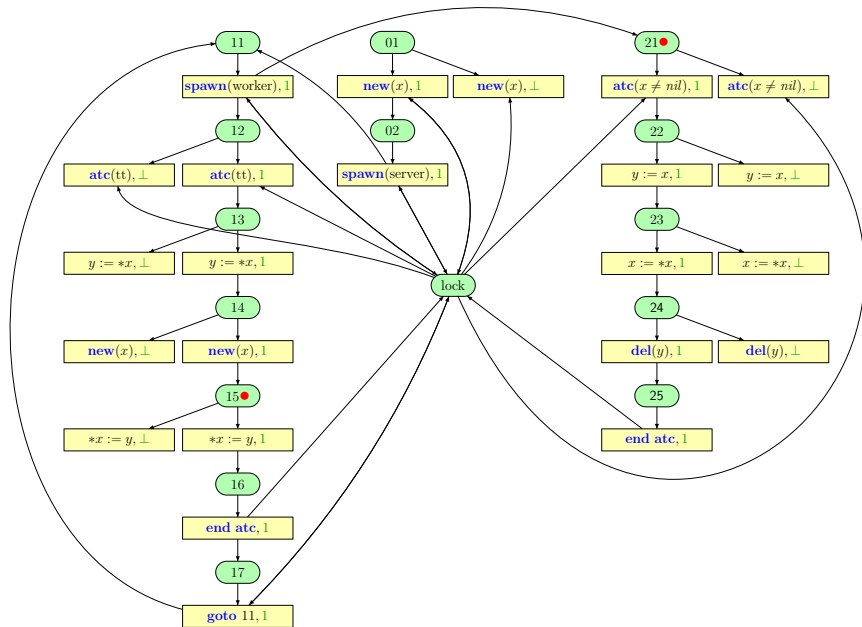 11
01
21
spawn(worker), 1
new(x), 1
new(x), ⊥
atc(x ≠ nil), 1
atc(x ≠ nil), ⊥
12
02
22
atc(tt), ⊥
atc(tt), 1
spawn(server), 1
y := x, 1
y := x, ⊥
13
23
y := ∗x, ⊥
y := ∗x, 1
x := ∗x, 1
x := ∗x, ⊥
lock
14
24
new(x), ⊥
new(x), 1
del(y), 1
del(y), ⊥
15
25
∗x := y, ⊥
∗x := y, 1
end atc, 1
16
end atc, 1
17
goto 11, 1